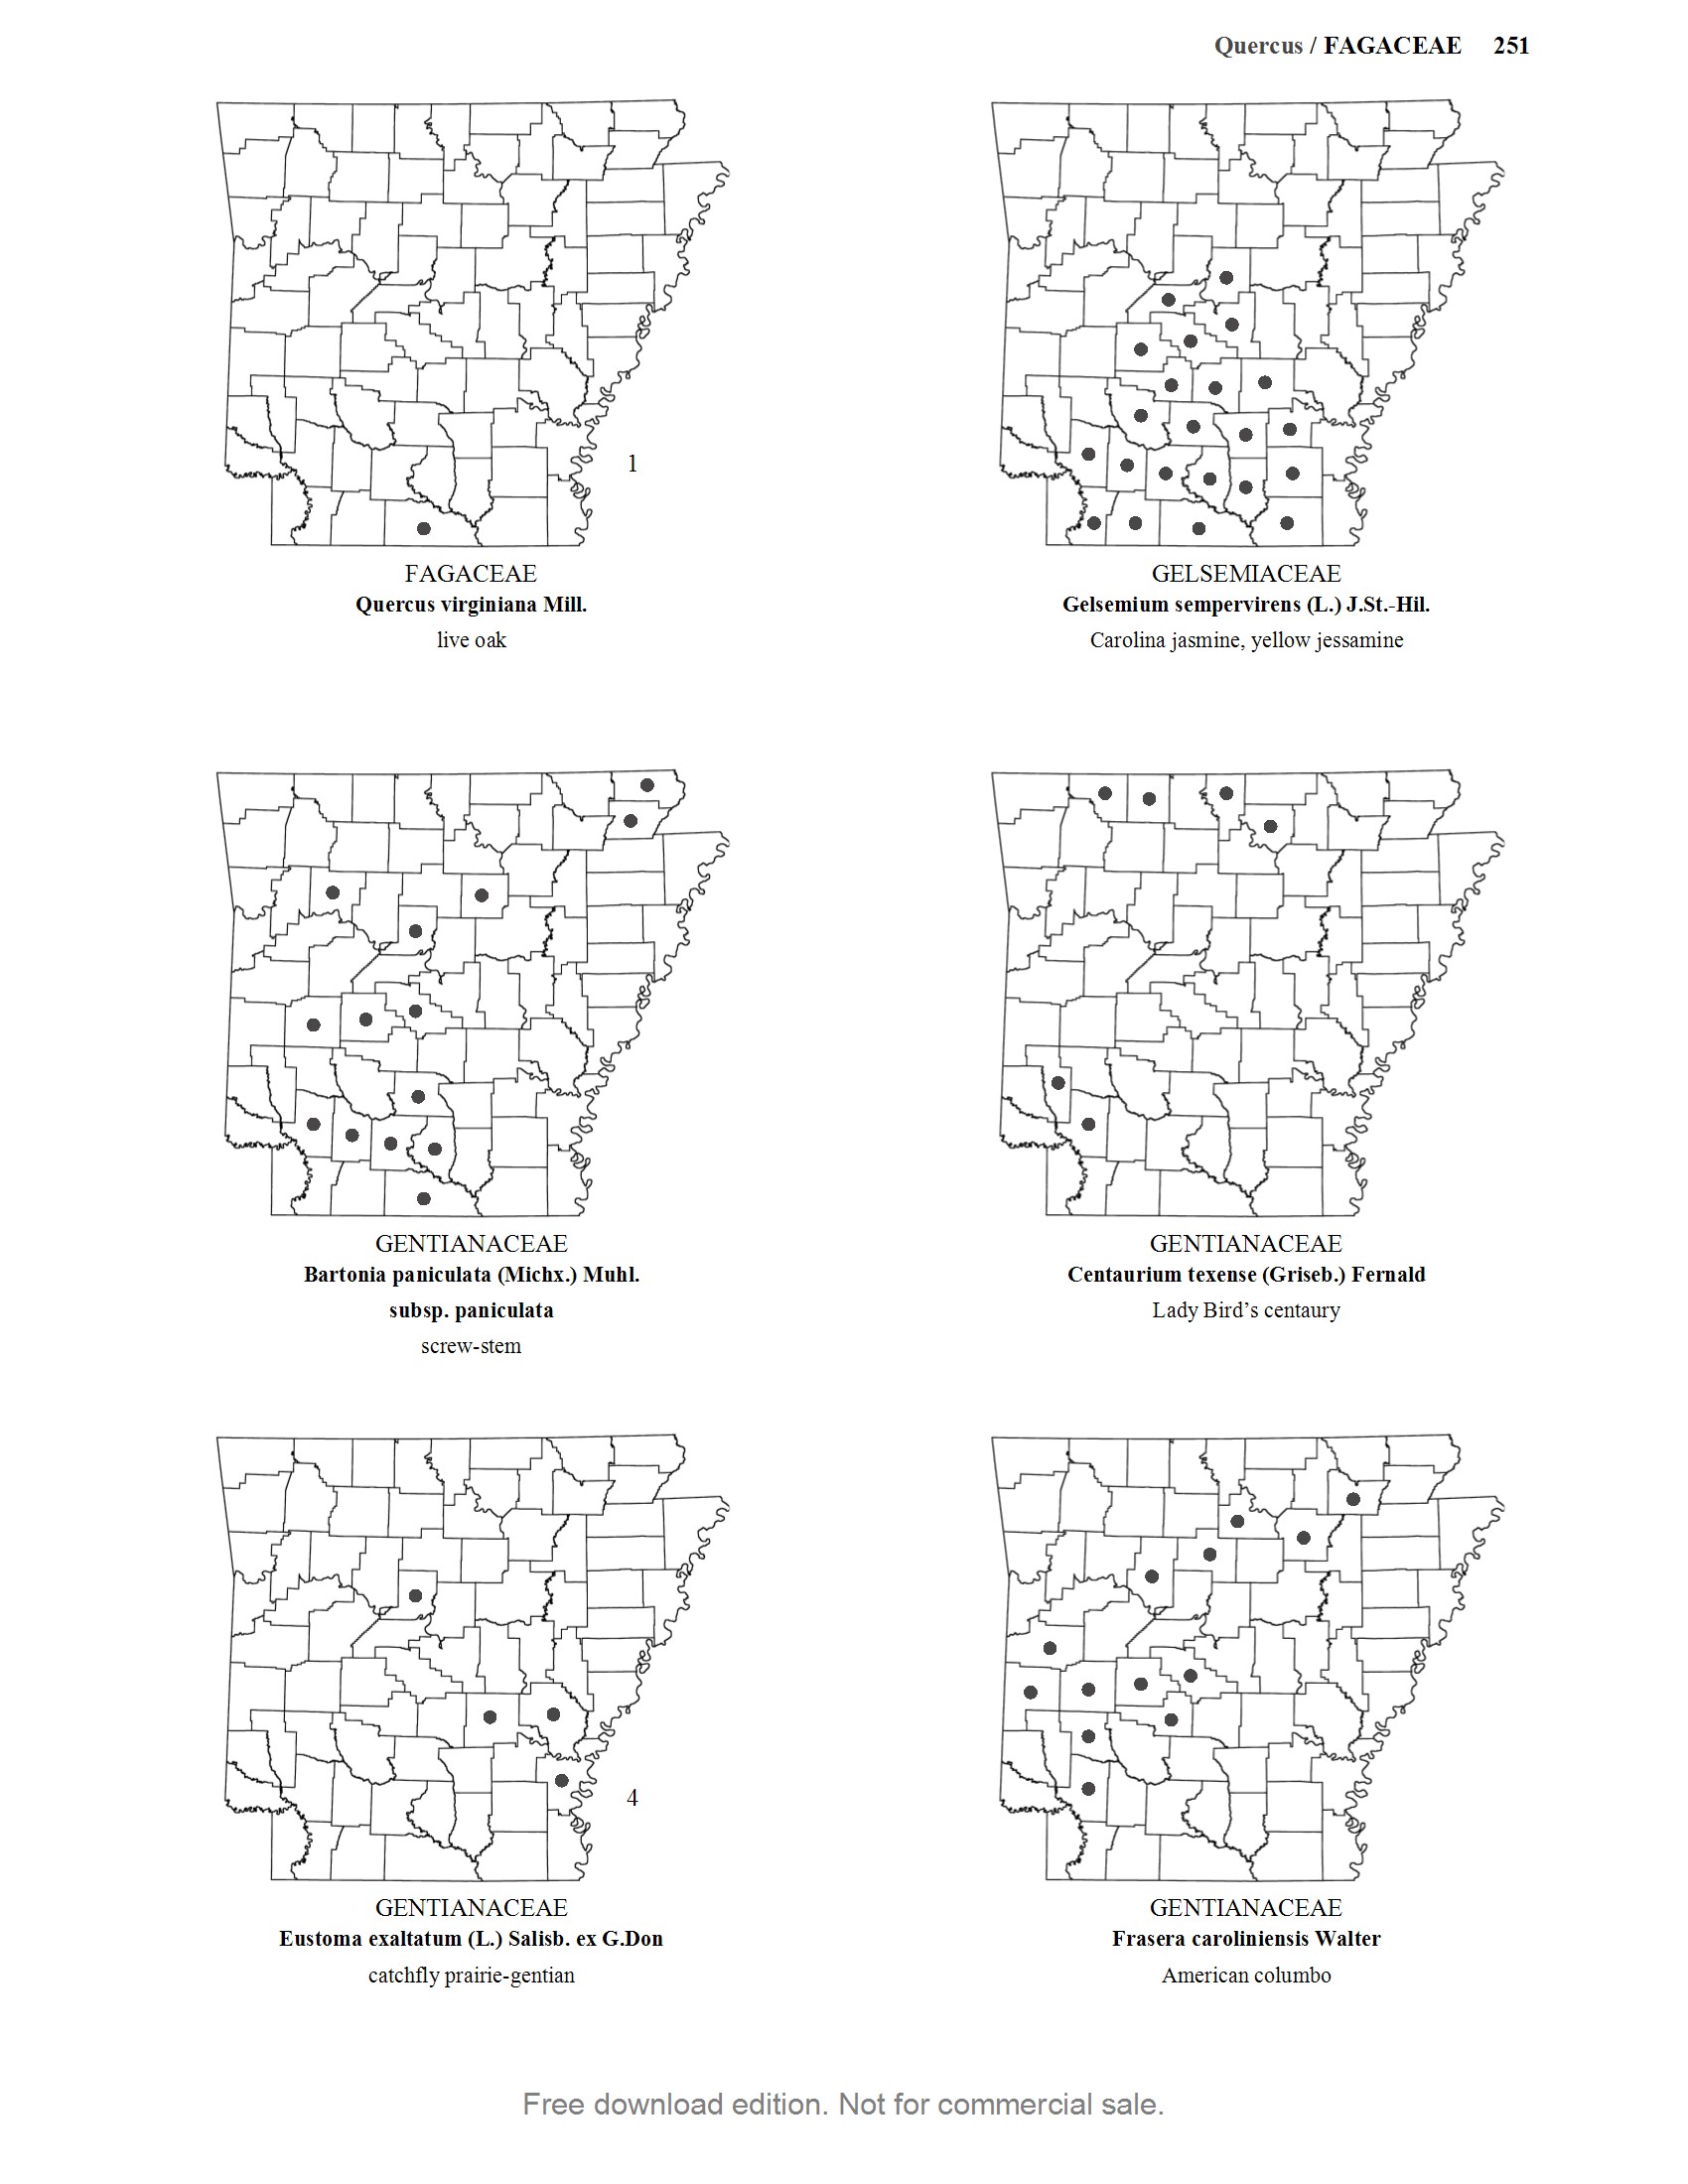 Quercus / FAGACEAE 251
1
FAGACEAE
Quercus virginiana Mill.
live oak
GELSEMIACEAE
Gelsemium sempervirens (L.) J.St.-Hil.
Carolina jasmine, yellow jessamine
GENTIANACEAE
Bartonia paniculata (Michx.) Muhl.
subsp. paniculata
screw-stem
GENTIANACEAE
Centaurium texense (Griseb.) Fernald
Lady Bird’s centaury
4
GENTIANACEAE
Eustoma exaltatum (L.) Salisb. ex G.Don
catchfly prairie-gentian
GENTIANACEAE
Frasera caroliniensis Walter
American columbo
Free download edition. Not for commercial sale.